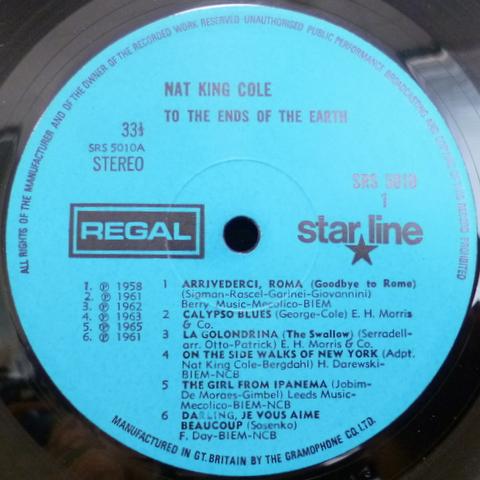 ALL RIGHTS OF THE MANUFACTURER AND OF THE OWNER OF THE RECORDED WORK RESERVED UNAUTHORISED PUBLIC PERFORMANCE BROADCASTING AND COPYING OF THIS RECORD PROHIBITED
NAT KING COLE
TO THE ENDS OF THE EARTH
33⅓
SRS 5010A
STEREO
SRS 5010
1
REGAL
star line
1. ℗ 1958
2. ℗ 1961
3. ℗ 1962
4. ℗ 1963
5. ℗ 1965
6. ℗ 1961
1 ARRIVEDERCI, ROMA (Goodbye to Rome)
(Sigman-Rascel-Garinei-Giovannini)
Berry Music-Mecolico-BIEM
2 CALYPSO BLUES (George-Cole) E. H. Morris
& Co.
3 LA GOLONDRINA (The Swallow) (Serradell-
arr. Otto-Patrick) E. H. Morris & Co.
4 ON THE SIDE WALKS OF NEW YORK (Adpt.
Nat King Cole-Bergdahl) H. Darewski-
BIEM-NCB
5 THE GIRL FROM IPANEMA (Jobim-
De Moraes-Gimbel) Leeds Music-
Mecolico-BIEM-NCB
6 DARLING, JE VOUS AIME
BEAUCOUP (Sosenko)
F. Day-BIEM-NCB
MANUFACTURED IN GT. BRITAIN BY THE GRAMOPHONE CO. LTD.